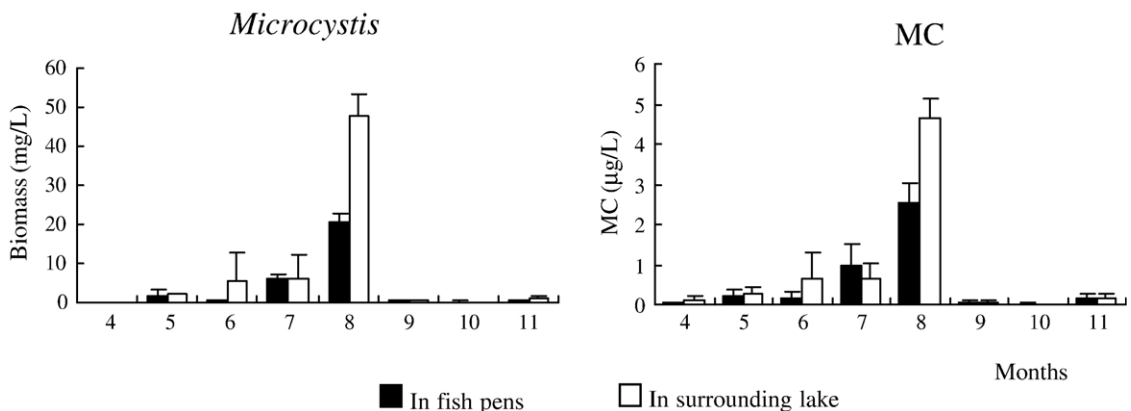 Microcystis
Biomass (mg/L)
60
50
40
30
20
10
0
4 5 6 7 8 9 10 11
MC
MC (µg/L)
6
5
4
3
2
1
0
4 5 6 7 8 9 10 11
Months
In fish pens
In surrounding lake